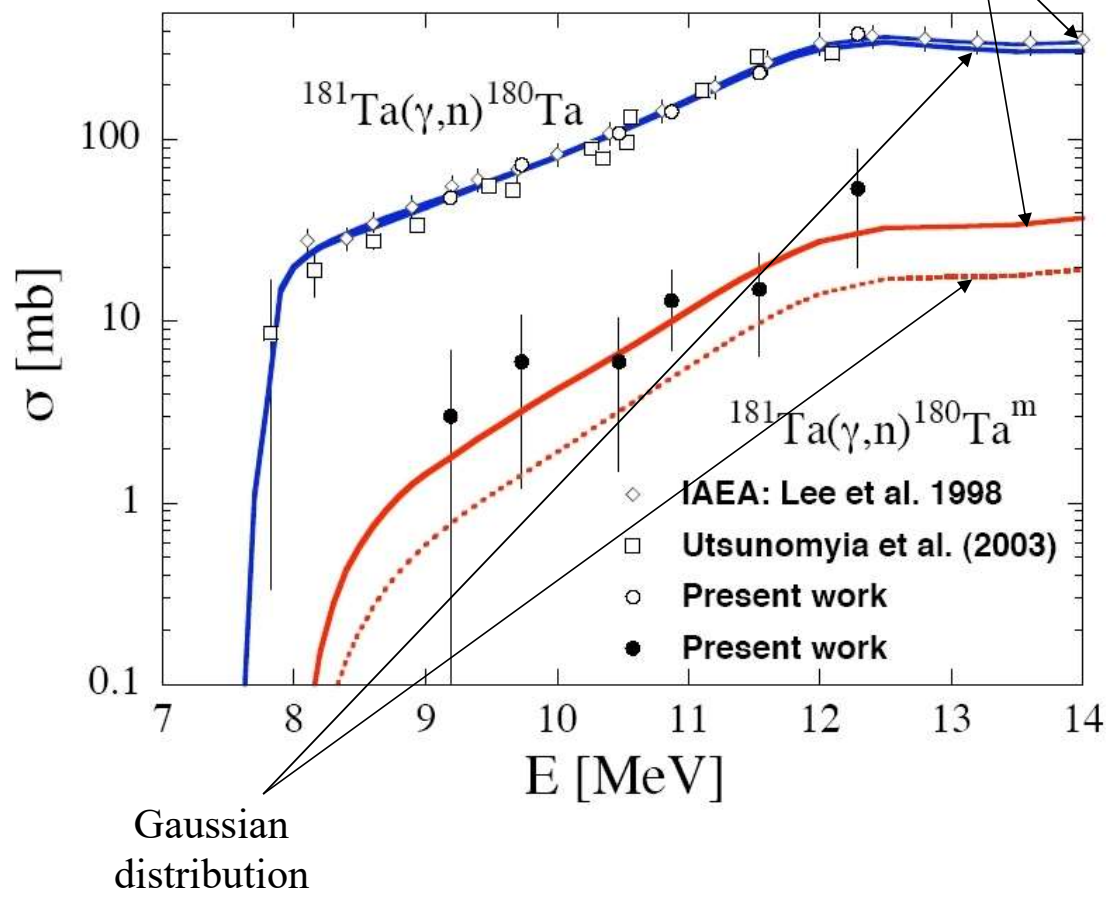 ¹⁸¹Ta(γ,n)¹⁸⁰Ta
100
10
1
0.1
σ [mb]
¹⁸¹Ta(γ,n)¹⁸⁰Taᵐ
IAEA: Lee et al. 1998
Utsunomyia et al. (2003)
Present work
Present work
7 8 9 10 11 12 13 14
E [MeV]
Gaussian
distribution